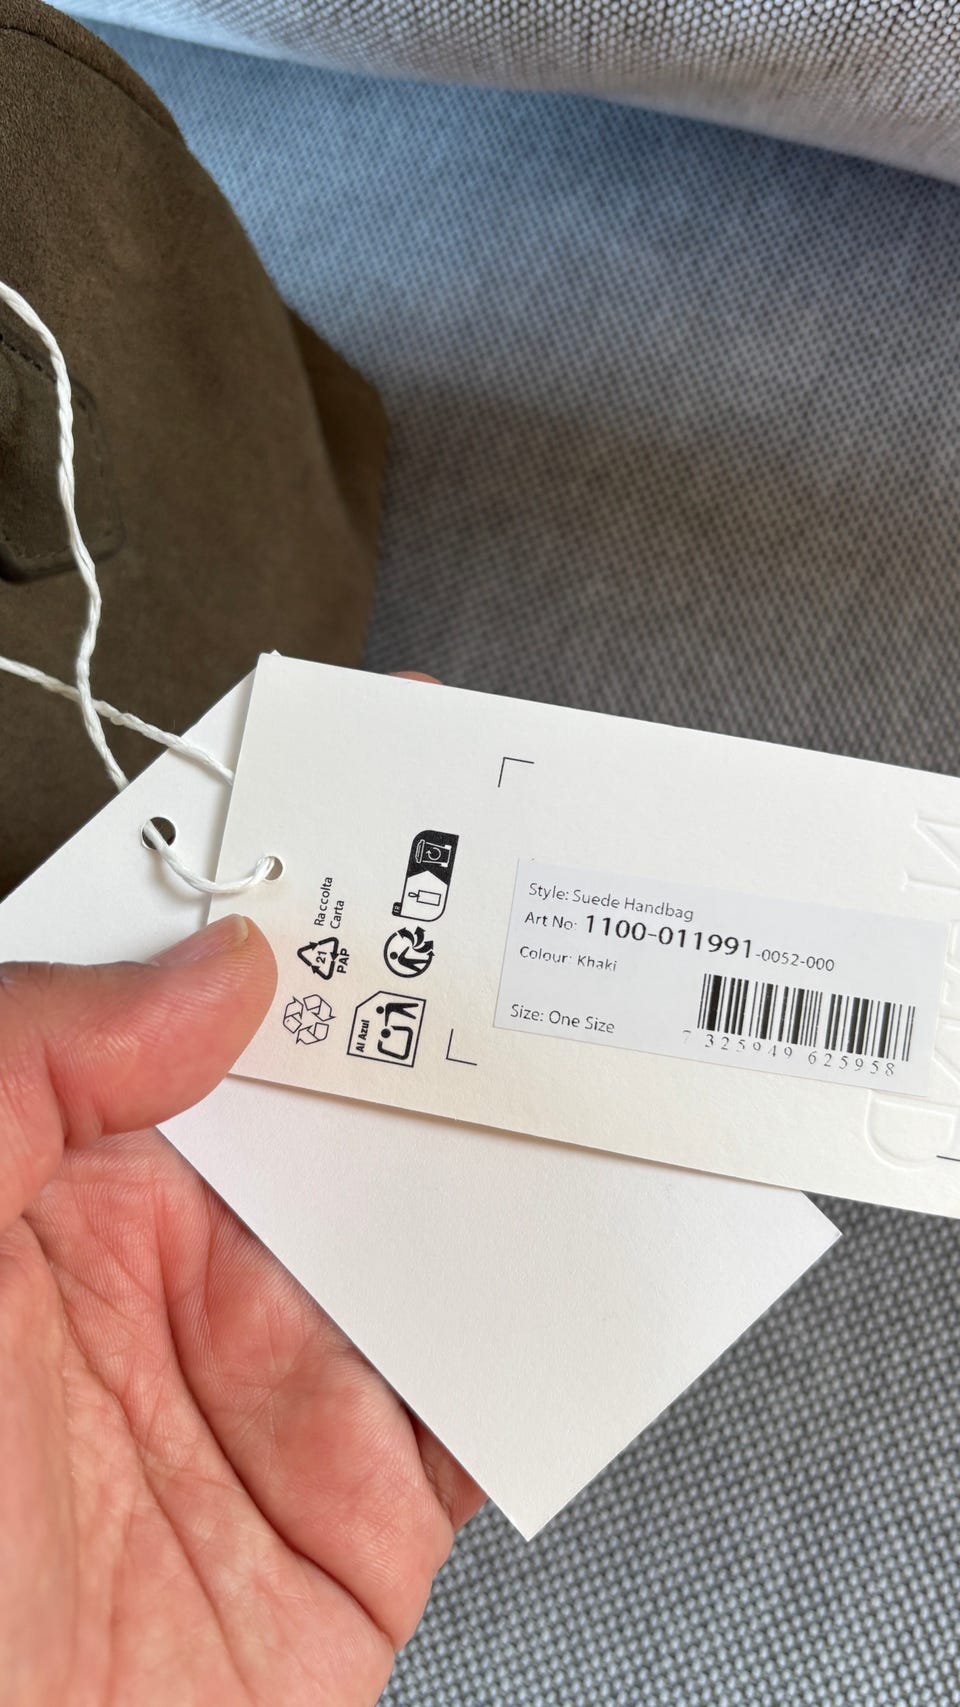 Style: Suede Handbag
Art No: 1100-011991-0052-000
Colour: Khaki
Size: One Size
7 325949 625958
Raccolta
Carta
21
PAP
FR
Al Azul